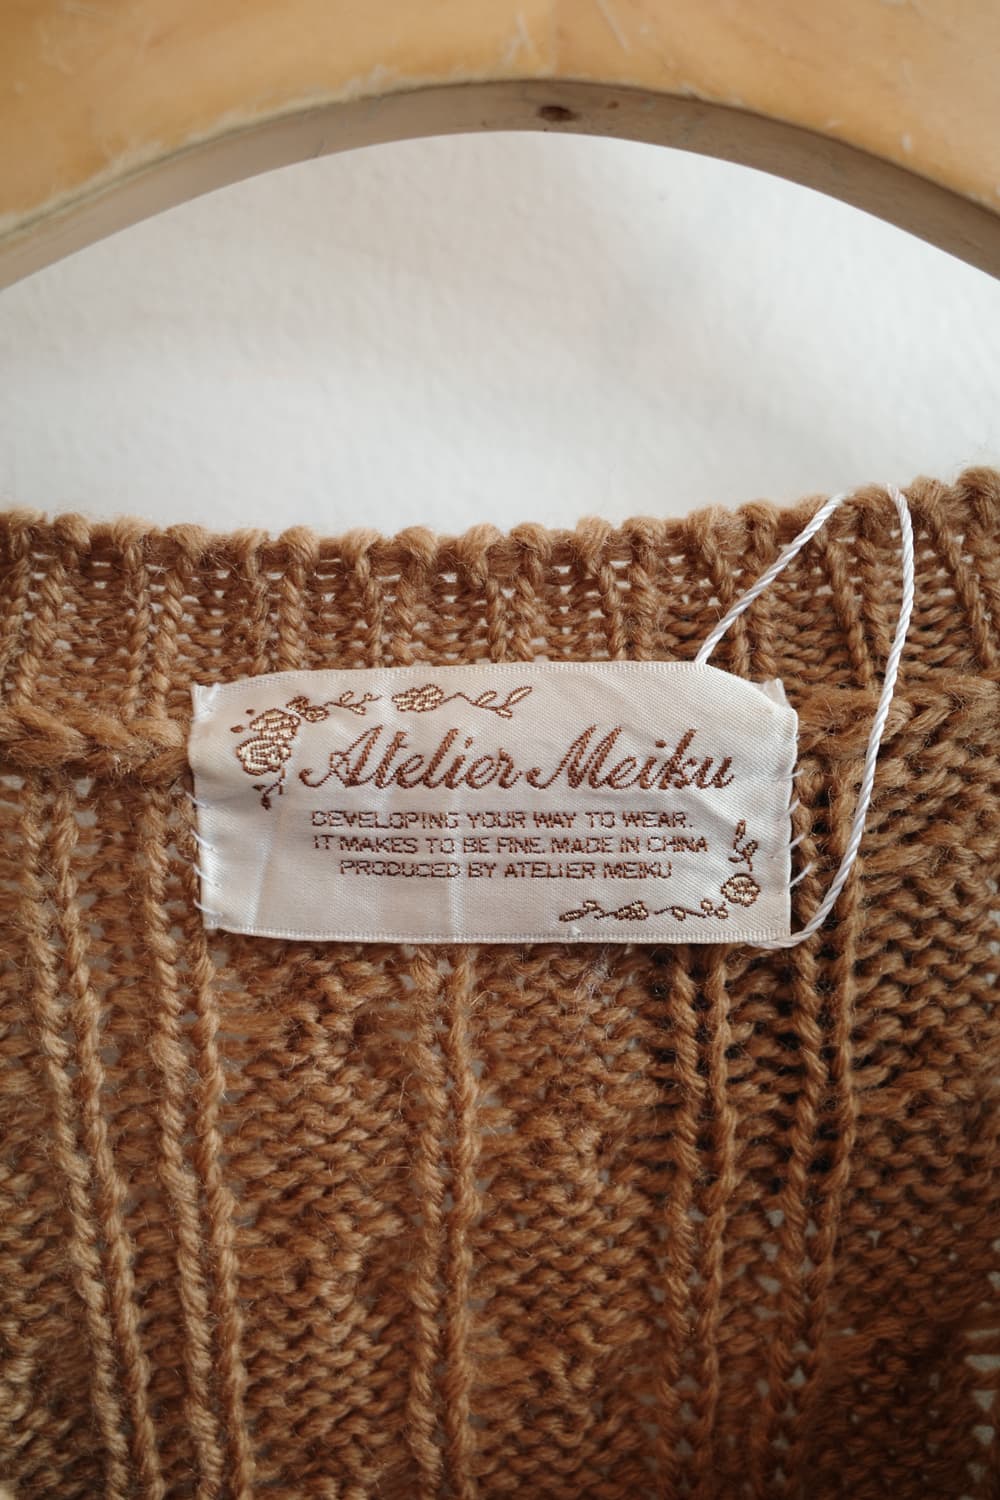 Atelier Meiku
DEVELOPING YOUR WAY TO WEAR.
IT MAKES TO BE FINE. MADE IN CHINA
PRODUCED BY ATELIER MEIKU